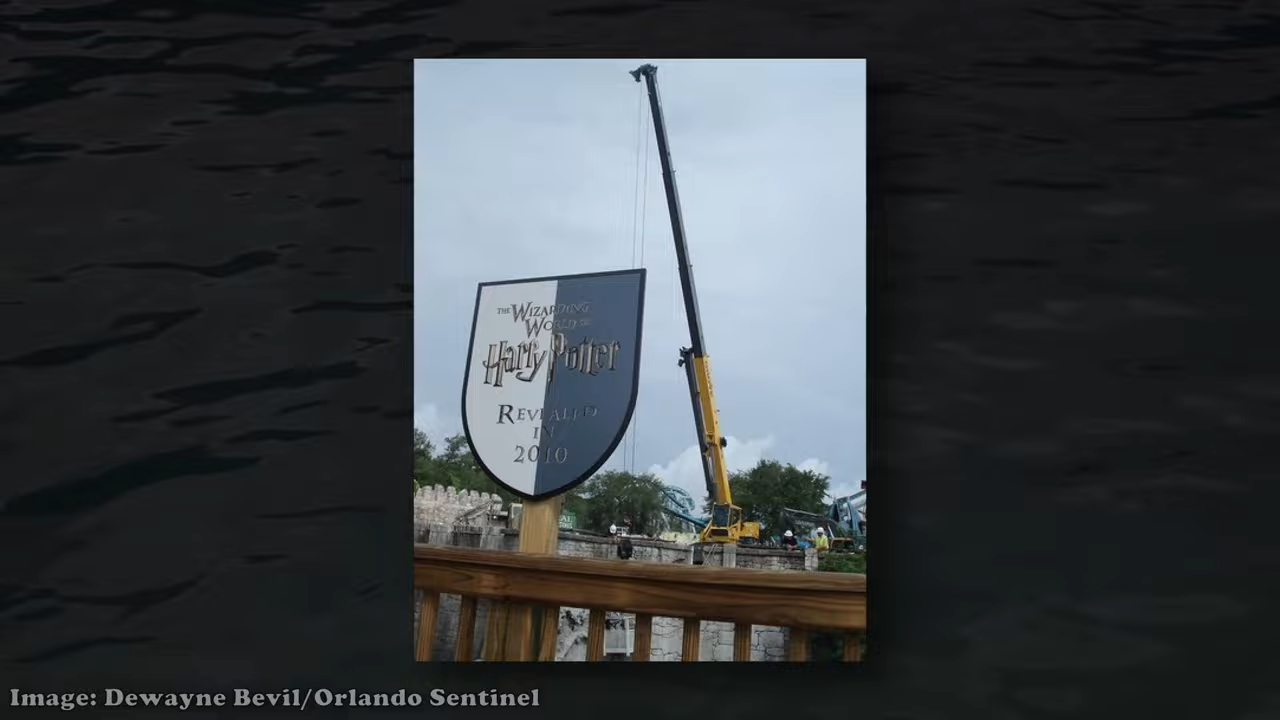 THE WIZARDING
WORLD OF
Harry Potter
REVEALED
IN
2010
Image: Dewayne Bevil/Orlando Sentinel